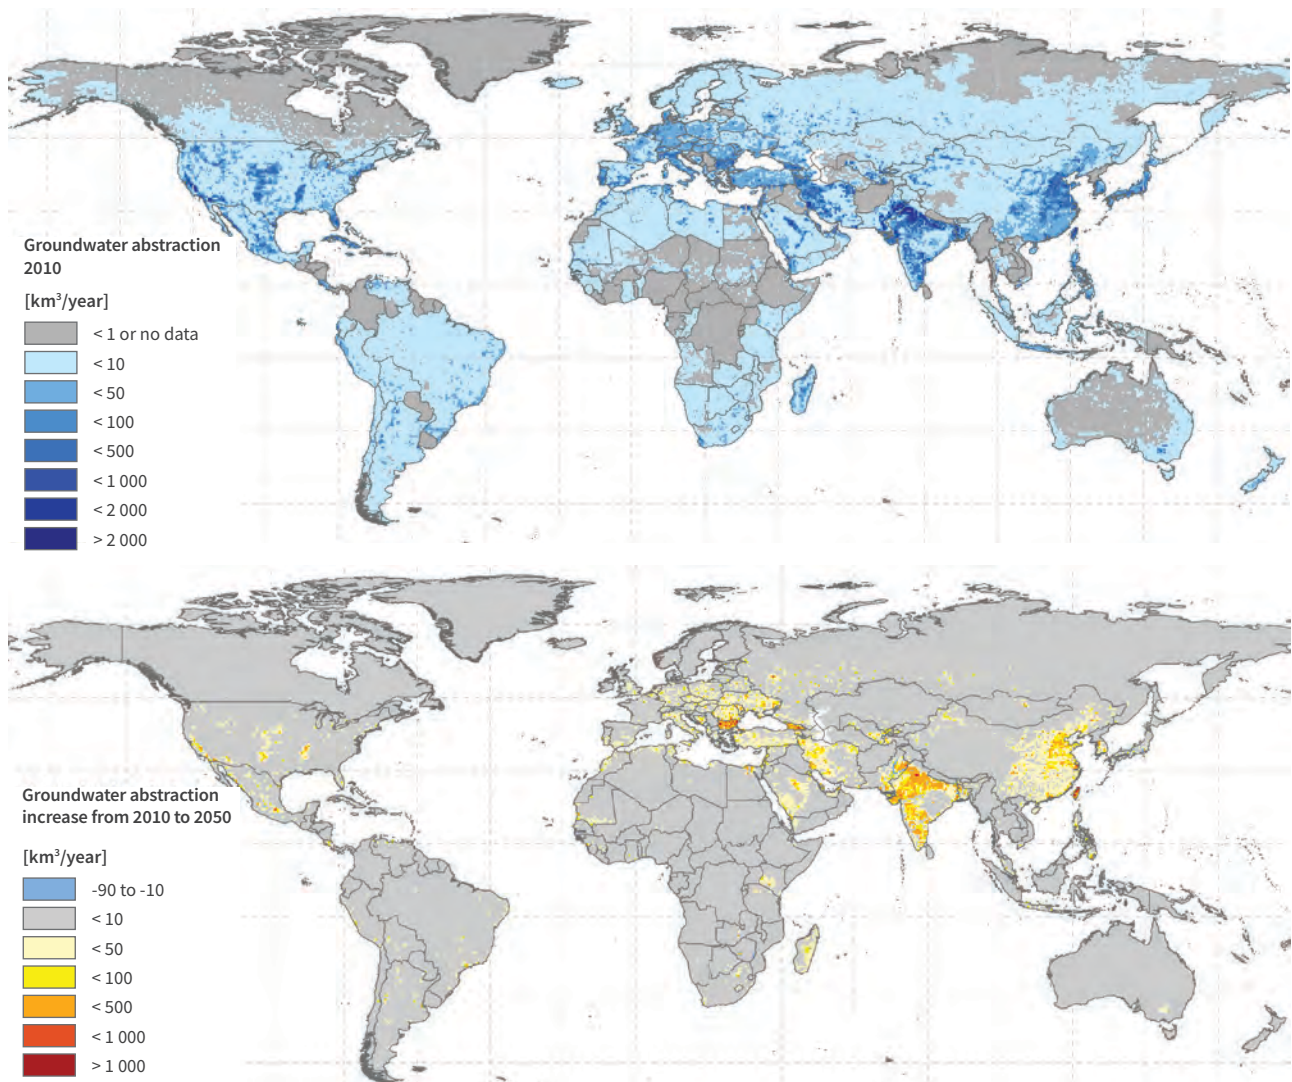 Groundwater abstraction
2010
[km³/year]
< 1 or no data
< 10
< 50
< 100
< 500
< 1 000
< 2 000
> 2 000
Groundwater abstraction
increase from 2010 to 2050
[km³/year]
-90 to -10
< 10
< 50
< 100
< 500
< 1 000
> 1 000